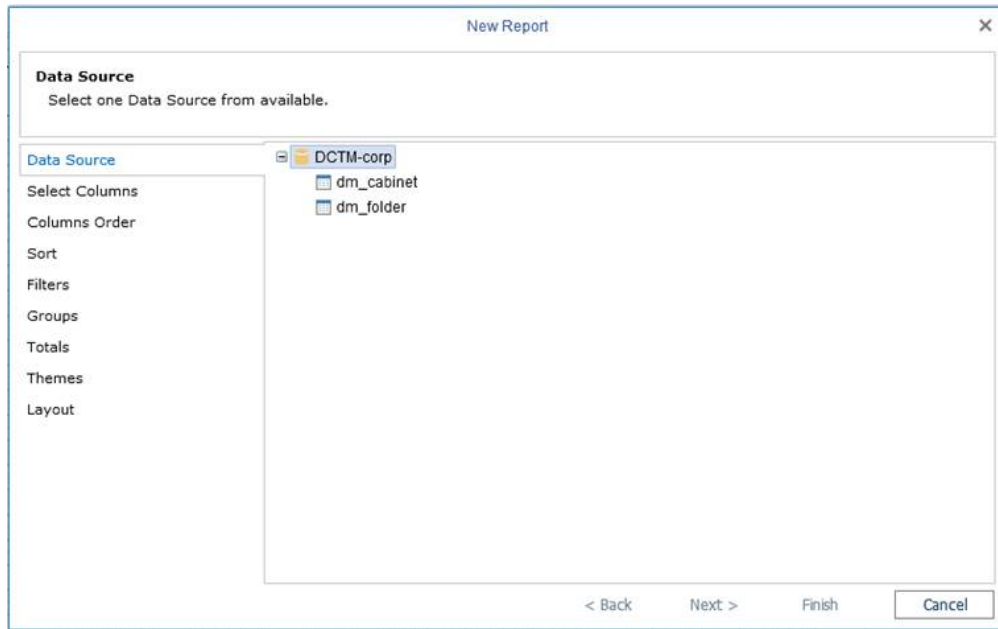 New Report
Data Source
Select one Data Source from available.
Data Source
Select Columns
Columns Order
Sort
Filters
Groups
Totals
Themes
Layout
DCTM-corp
dm_cabinet
dm_folder
< Back
Next >
Finish
Cancel